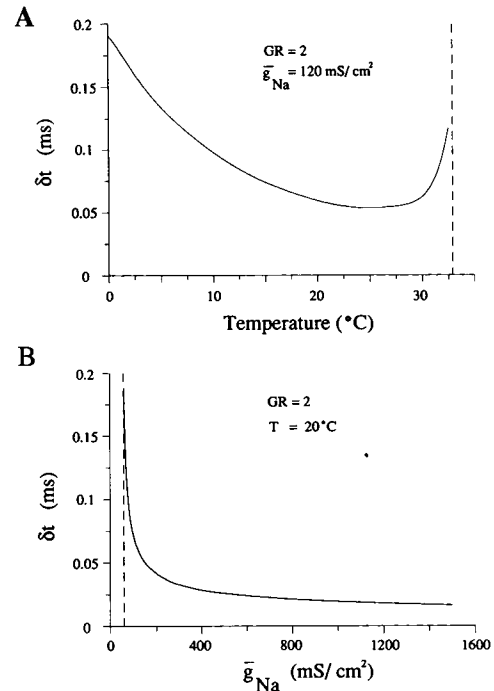 A
0.2
0.15
0.1
0.05
0
δt (ms)
GR = 2
g̅Na = 120 mS/cm²
0
10
20
30
Temperature (°C)
B
0.2
0.15
0.1
0.05
0
δt (ms)
GR = 2
T = 20°C
0
400
800
1200
1600
g̅Na (mS/cm²)